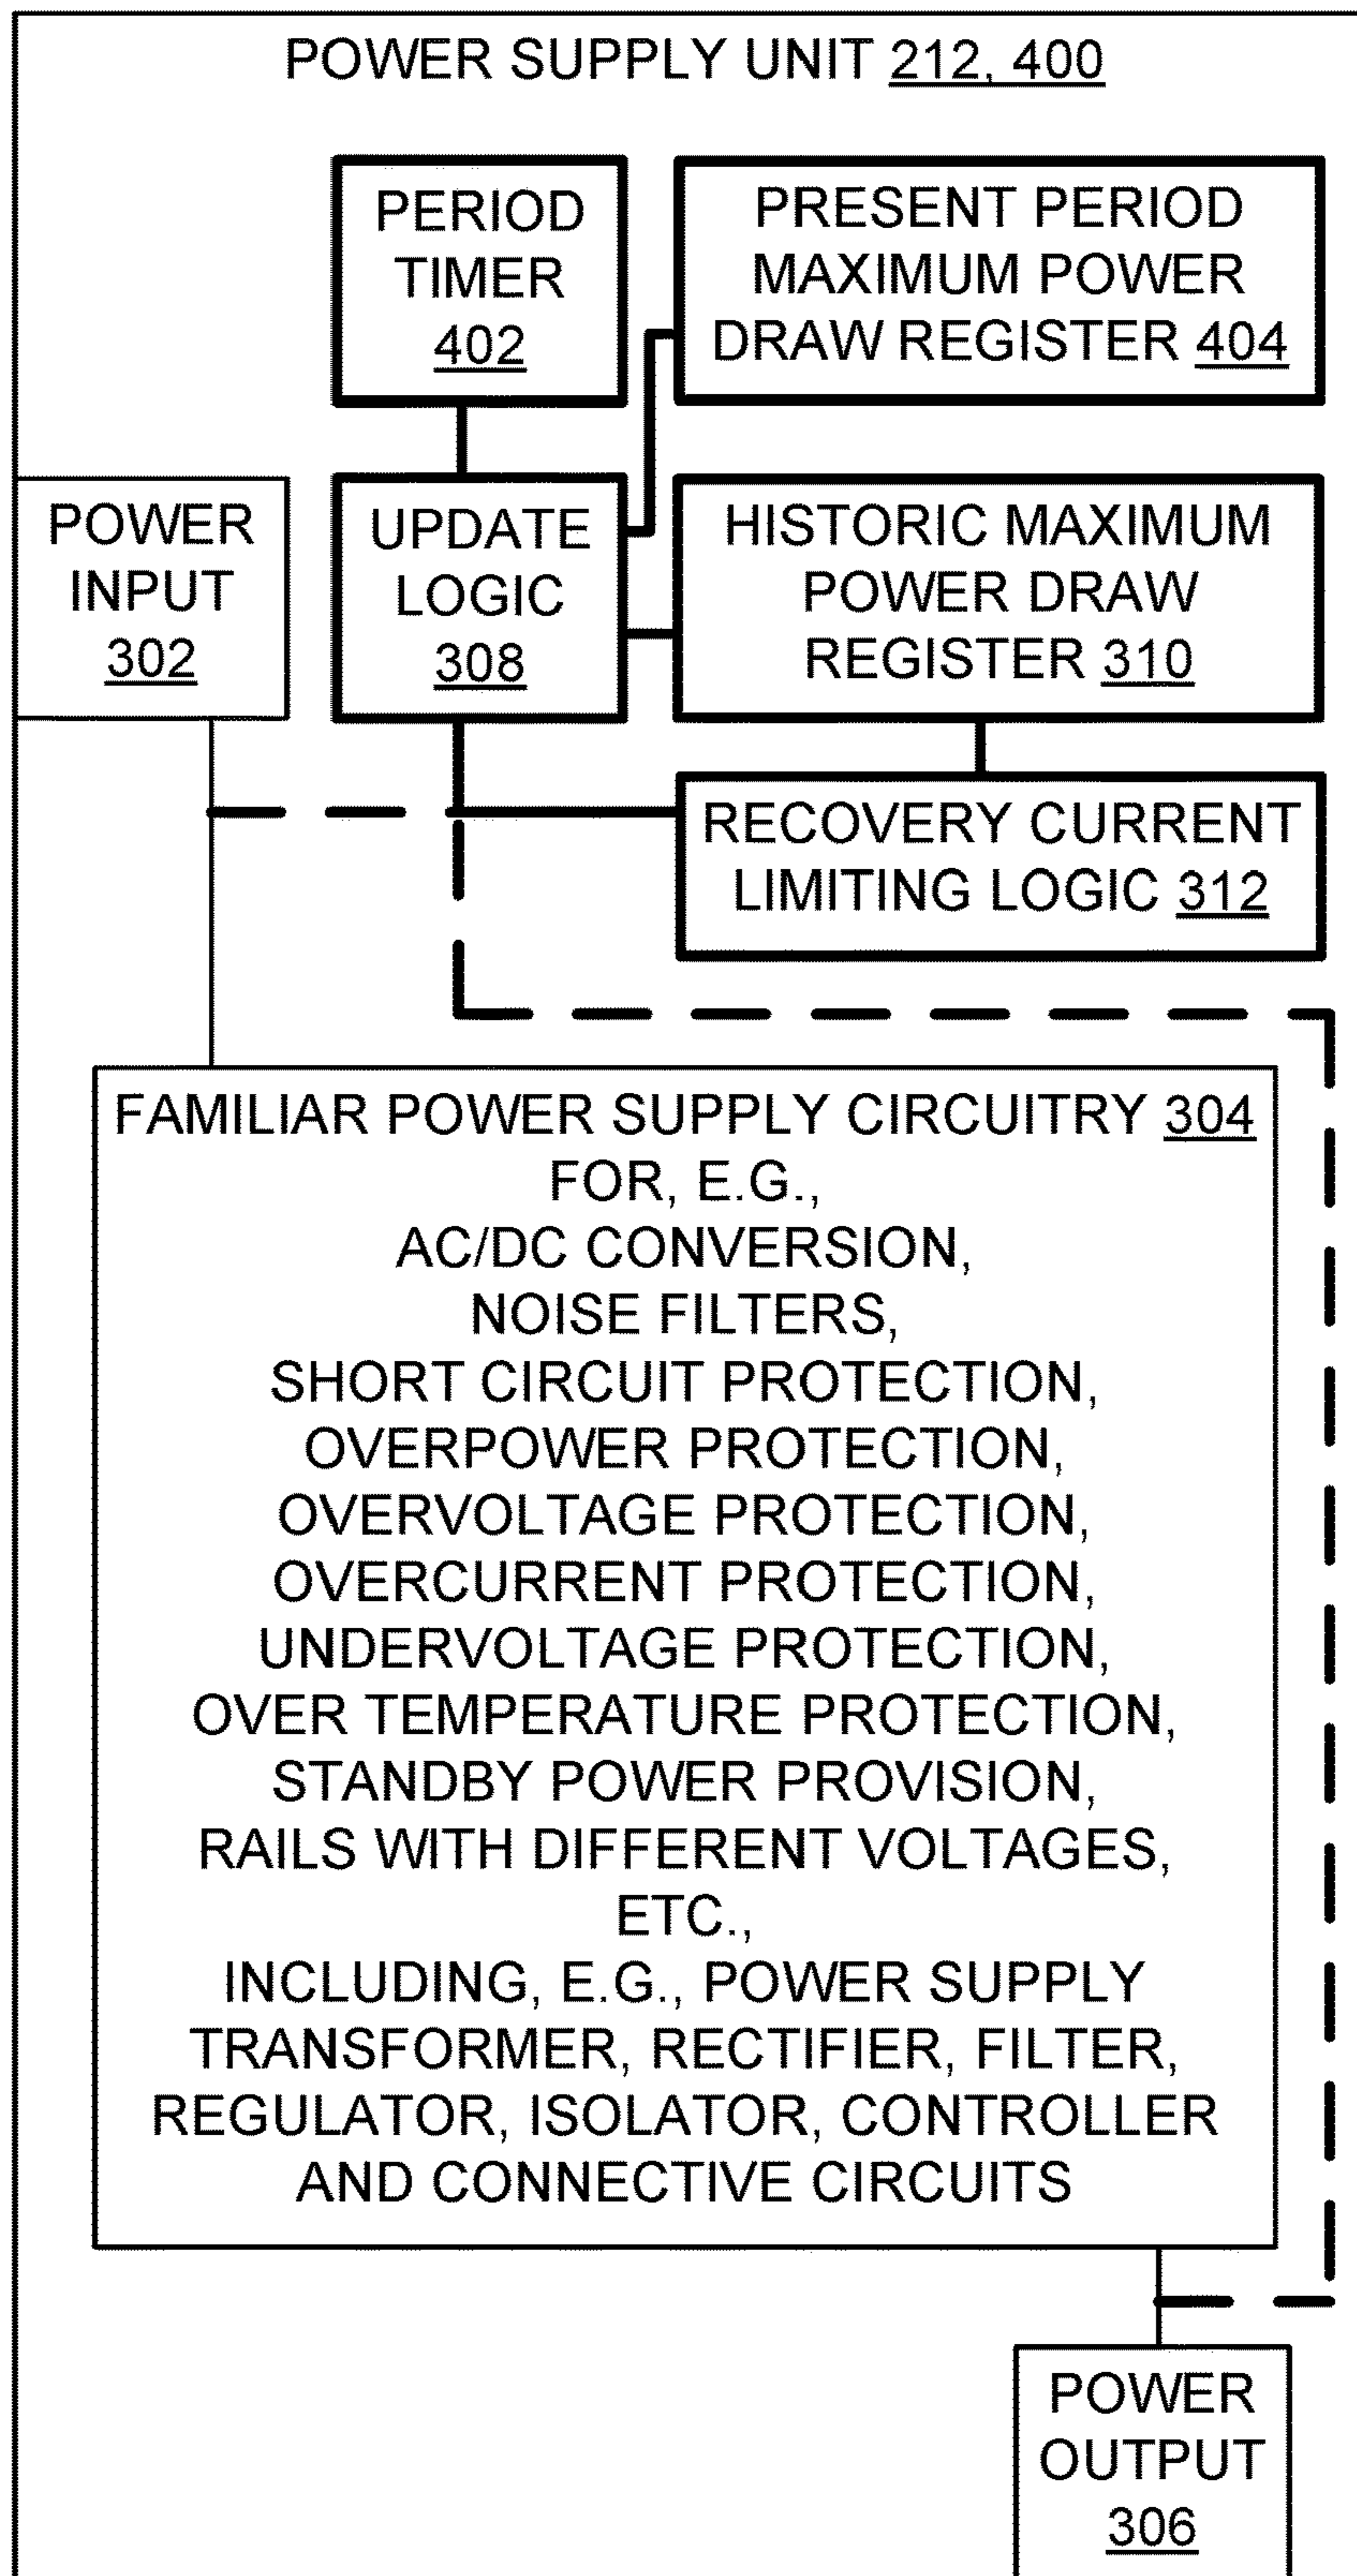 POWER SUPPLY UNIT 212, 400
PERIOD
TIMER
402
PRESENT PERIOD
MAXIMUM POWER
DRAW REGISTER 404
POWER
INPUT
302
UPDATE
LOGIC
308
HISTORIC MAXIMUM
POWER DRAW
REGISTER 310
RECOVERY CURRENT
LIMITING LOGIC 312
FAMILIAR POWER SUPPLY CIRCUITRY 304
FOR, E.G.,
AC/DC CONVERSION,
NOISE FILTERS,
SHORT CIRCUIT PROTECTION,
OVERPOWER PROTECTION,
OVERVOLTAGE PROTECTION,
OVERCURRENT PROTECTION,
UNDERVOLTAGE PROTECTION,
OVER TEMPERATURE PROTECTION,
STANDBY POWER PROVISION,
RAILS WITH DIFFERENT VOLTAGES,
ETC.,
INCLUDING, E.G., POWER SUPPLY
TRANSFORMER, RECTIFIER, FILTER,
REGULATOR, ISOLATOR, CONTROLLER
AND CONNECTIVE CIRCUITS
POWER
OUTPUT
306